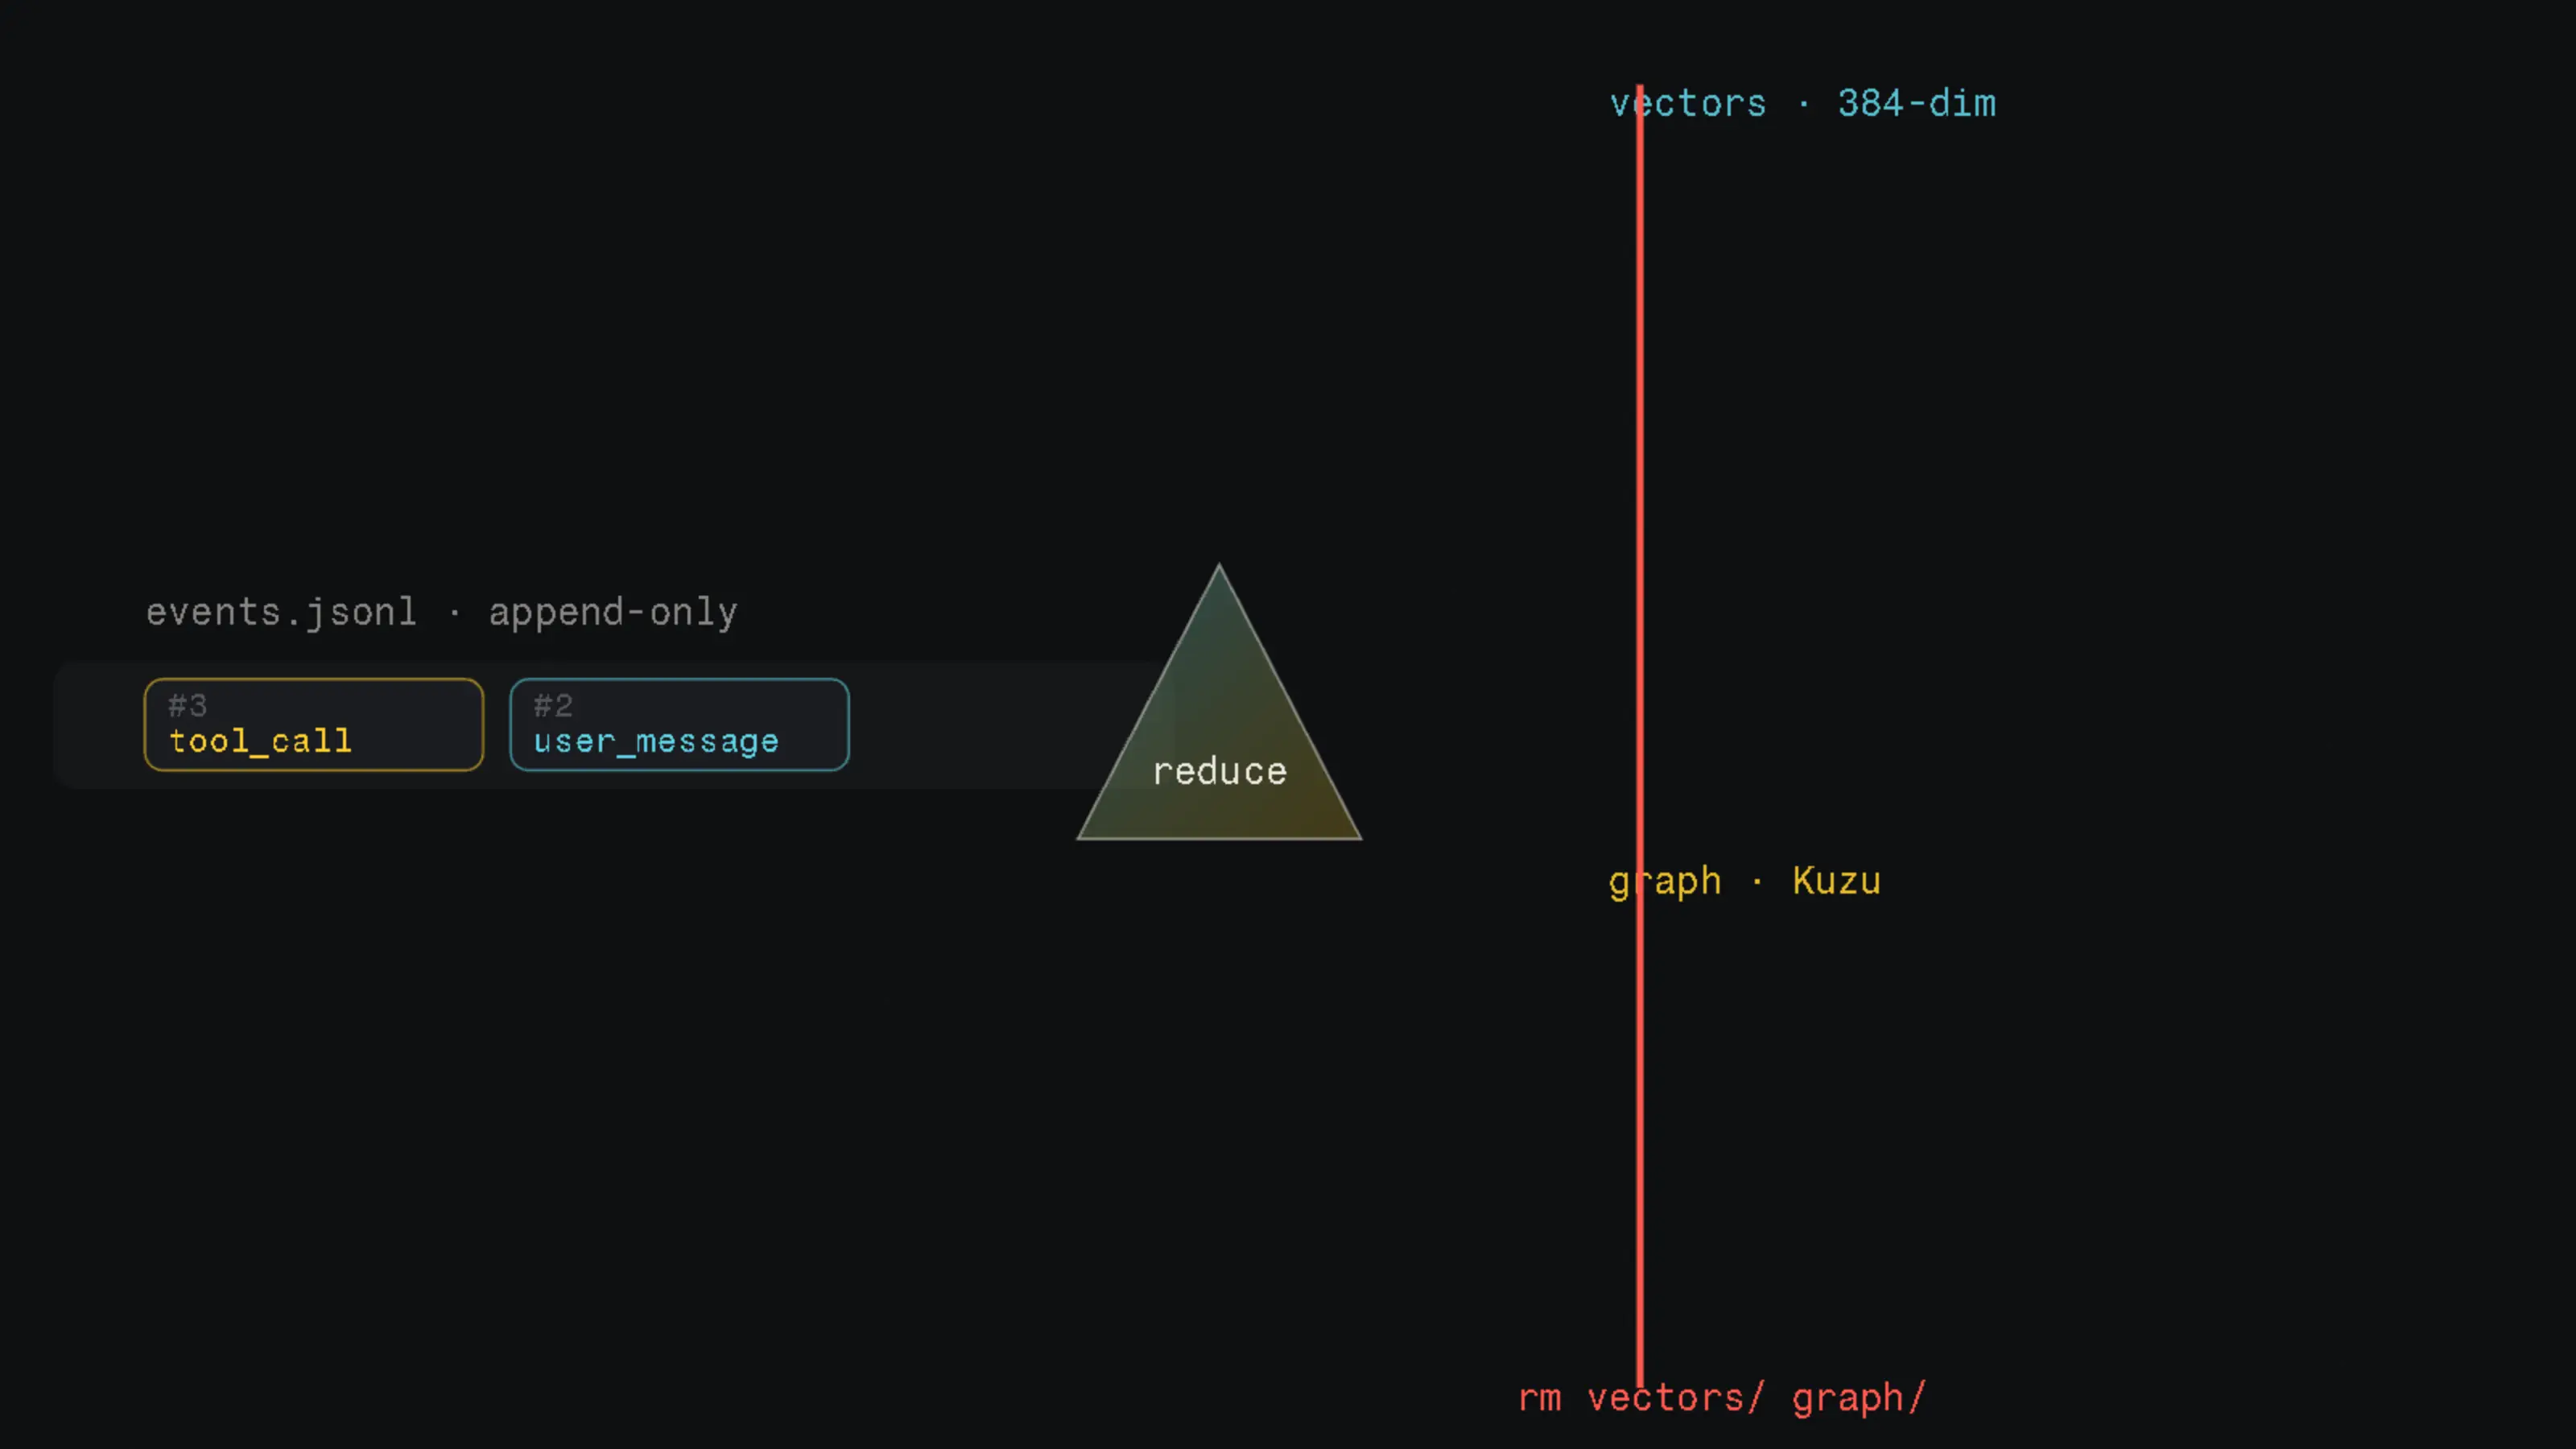 vectors · 384-dim
events.jsonl · append-only
#3
tool_call
#2
user_message
reduce
graph · Kuzu
rm vectors/ graph/